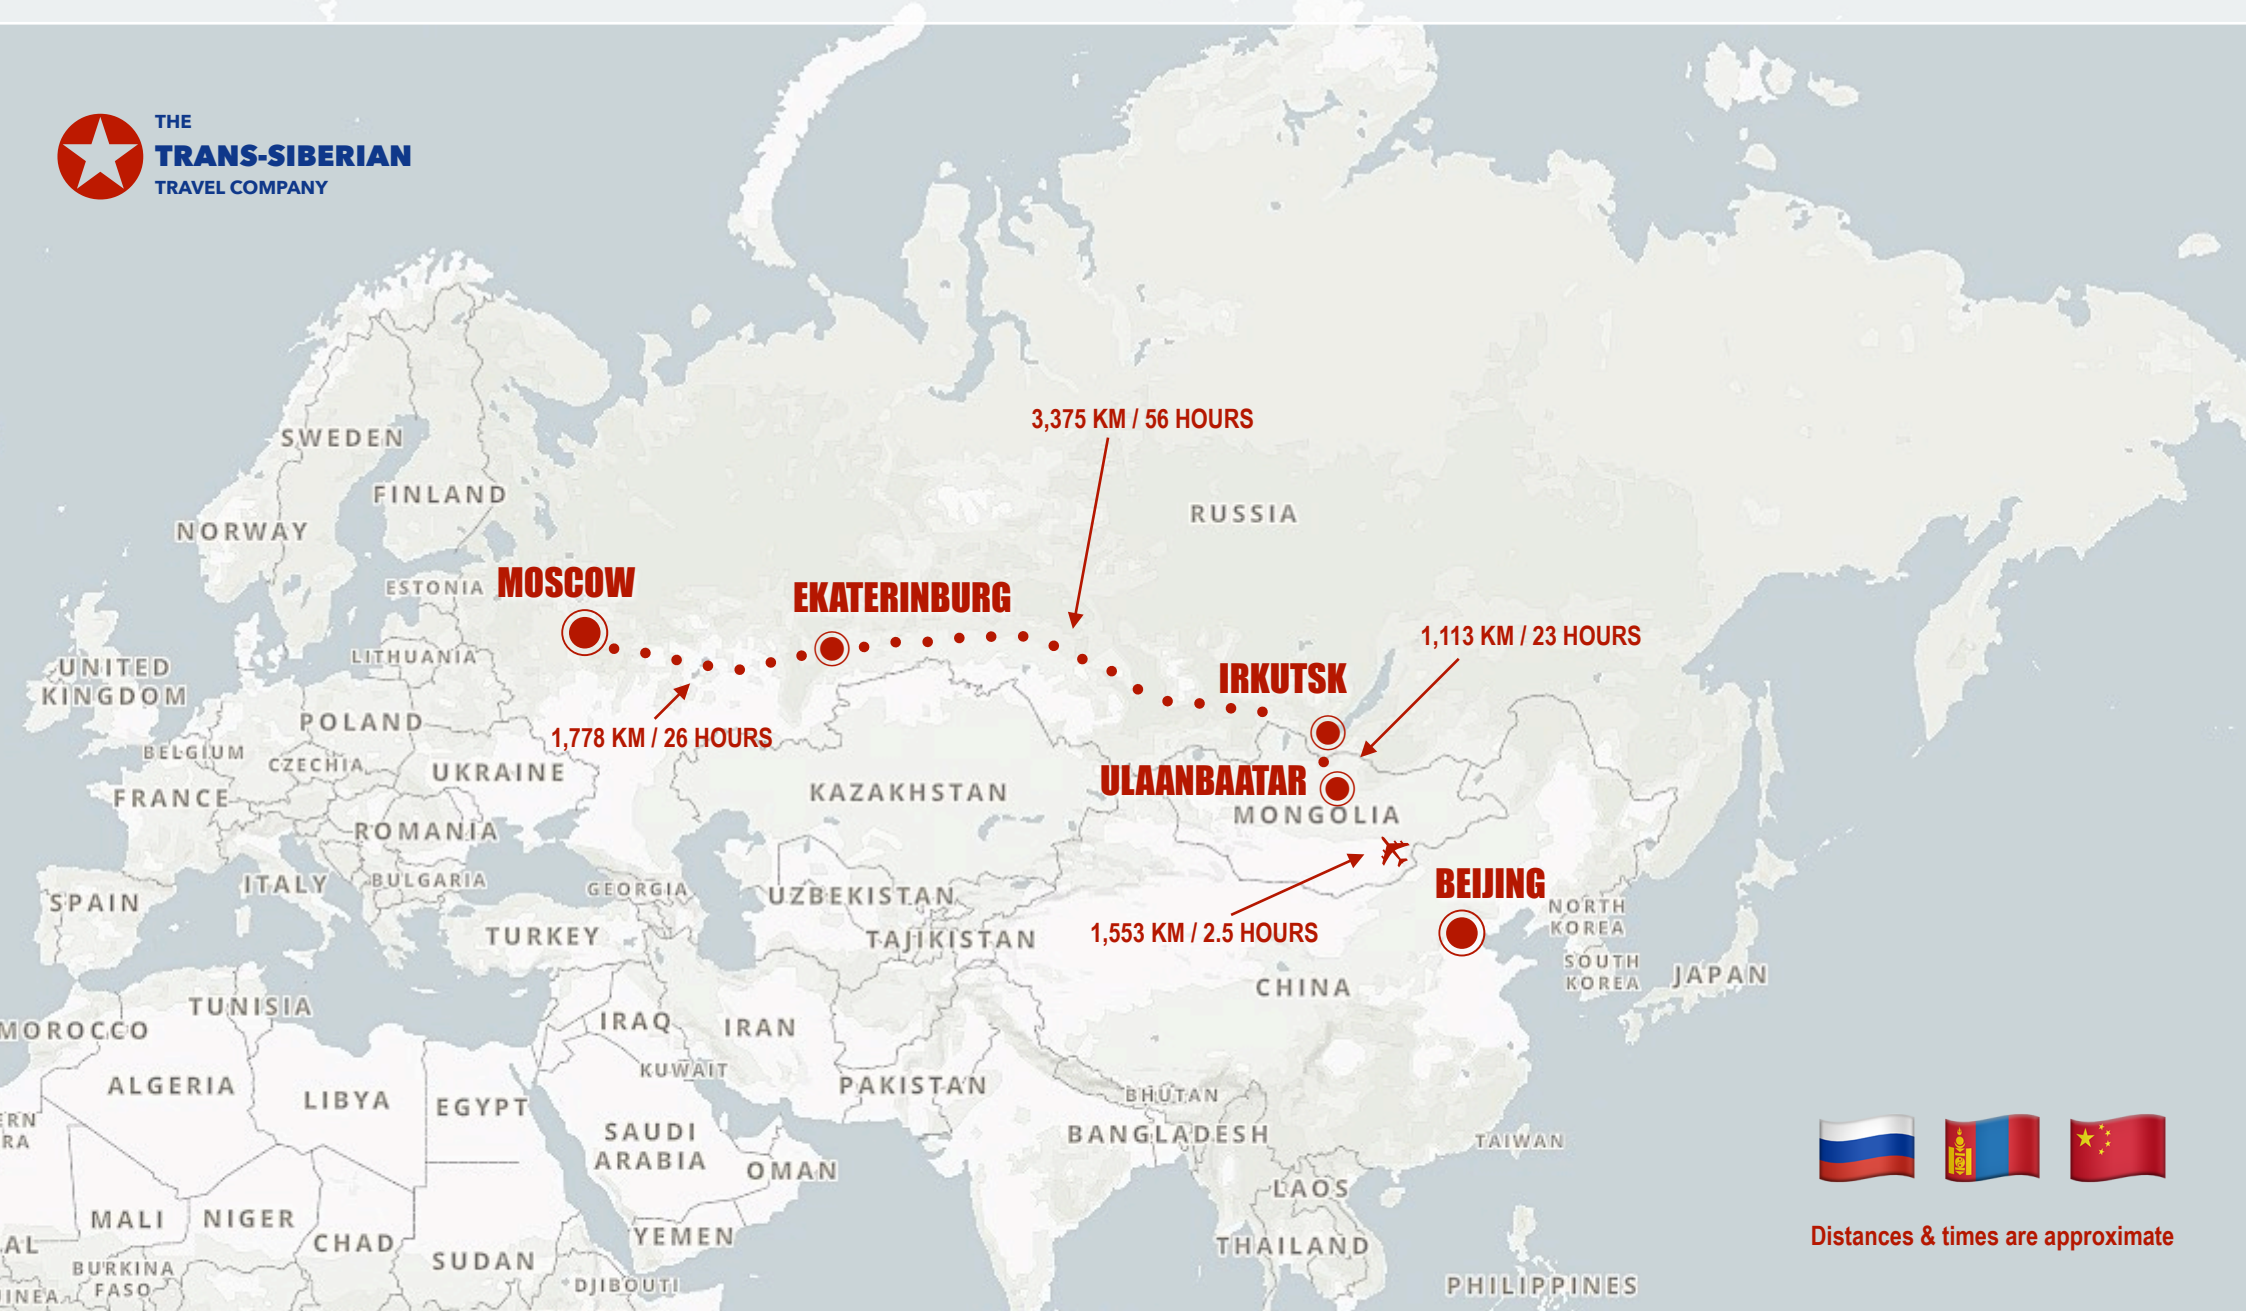 THE
TRANS-SIBERIAN
TRAVEL COMPANY
3,375 KM / 56 HOURS
SWEDEN
FINLAND
RUSSIA
NORWAY
MOSCOW
ESTONIA
EKATERINBURG
1,113 KM / 23 HOURS
LITHUANIA
UNITED
KINGDOM
IRKUTSK
POLAND
1,778 KM / 26 HOURS
BELGIUM
CZECHIA
UKRAINE
ULAANBAATAR
KAZAKHSTAN
FRANCE
MONGOLIA
ROMANIA
ITALY
BULGARIA
GEORGIA
UZBEKISTAN
BEIJING
SPAIN
NORTH
KOREA
TURKEY
TAJIKISTAN
1,553 KM / 2.5 HOURS
SOUTH
KOREA
JAPAN
CHINA
TUNISIA
MOROCCO
IRAQ
IRAN
KUWAIT
ALGERIA
LIBYA
EGYPT
PAKISTAN
BHUTAN
ERN
RA
SAUDI
ARABIA
OMAN
BANGLADESH
TAIWAN
LAOS
MALI
NIGER
CHAD
YEMEN
THAILAND
Distances & times are approximate
AL
BURKINA
FASO
SUDAN
DJIBOUTI
PHILIPPINES
INEA